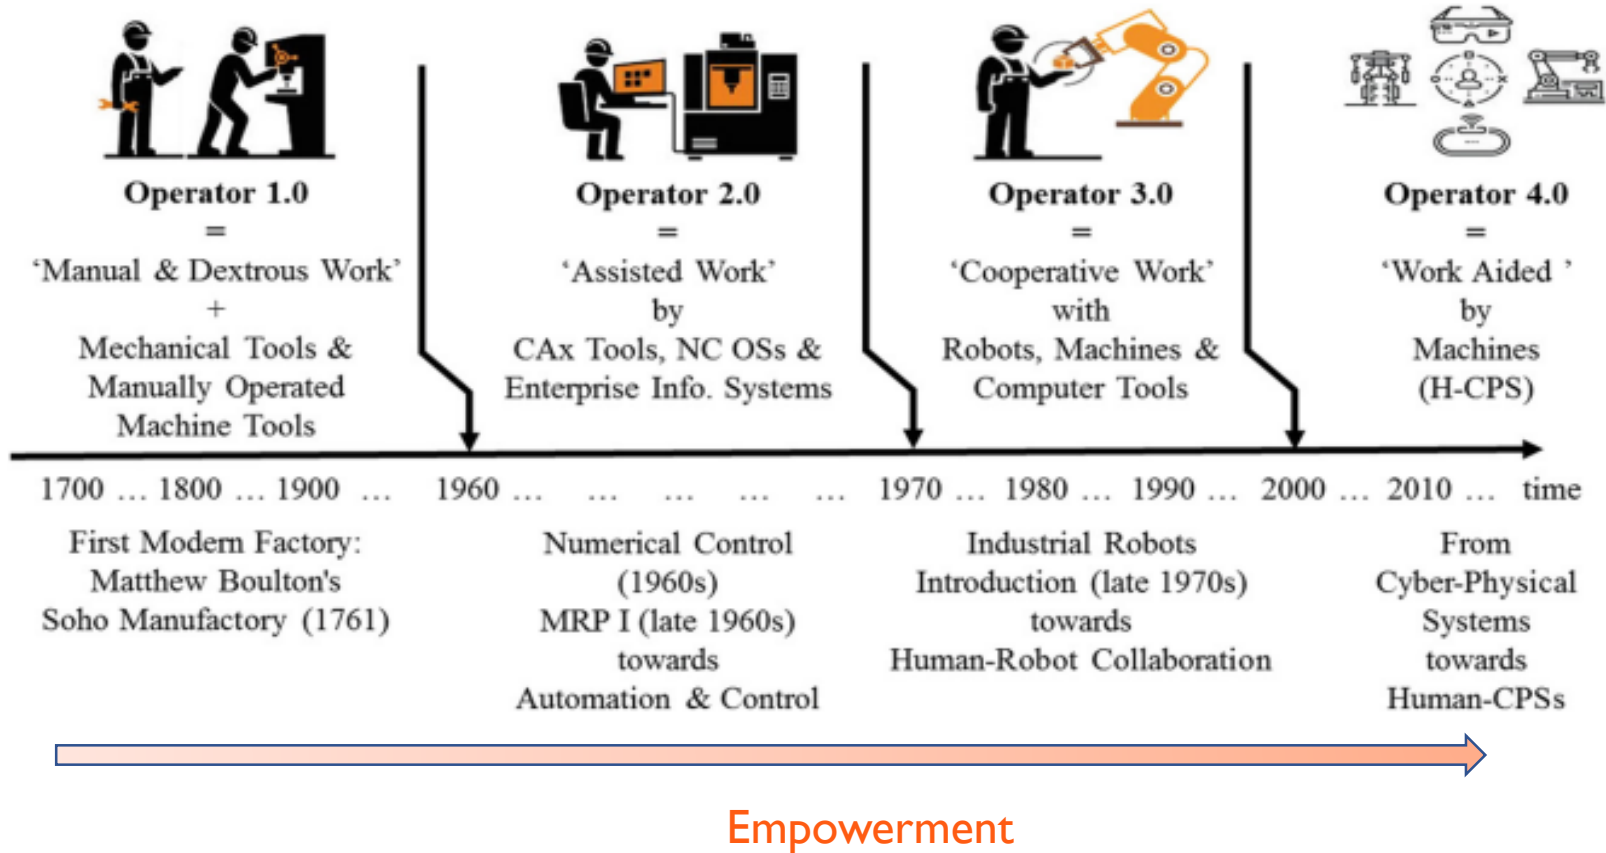 Operator 1.0
=
‘Manual & Dextrous Work’
+
Mechanical Tools &
Manually Operated
Machine Tools
Operator 2.0
=
‘Assisted Work’
by
CAx Tools, NC OSs &
Enterprise Info. Systems
Operator 3.0
=
‘Cooperative Work’
with
Robots, Machines &
Computer Tools
Operator 4.0
=
‘Work Aided ’
by
Machines
(H-CPS)
1700 … 1800 … 1900 … 1960 … … … … … 1970 … 1980 … 1990 … 2000 … 2010 … time
First Modern Factory:
Matthew Boulton's
Soho Manufactory (1761)
Numerical Control
(1960s)
MRP I (late 1960s)
towards
Automation & Control
Industrial Robots
Introduction (late 1970s)
towards
Human-Robot Collaboration
From
Cyber-Physical
Systems
towards
Human-CPSs
Empowerment